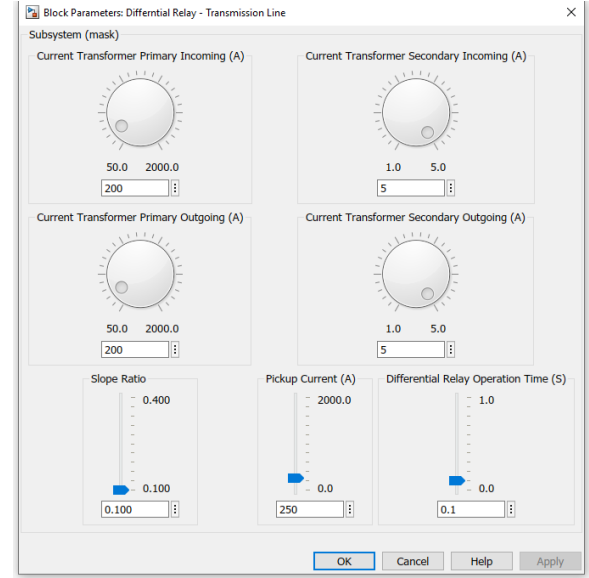 Block Parameters: Differntial Relay - Transmission Line
Subsystem (mask)
Current Transformer Primary Incoming (A)
50.0 2000.0
200
Current Transformer Secondary Incoming (A)
1.0 5.0
5
Current Transformer Primary Outgoing (A)
50.0 2000.0
200
Current Transformer Secondary Outgoing (A)
1.0 5.0
5
Slope Ratio
0.400
0.100
0.100
Pickup Current (A)
2000.0
0.0
250
Differential Relay Operation Time (S)
1.0
0.0
0.1
OK Cancel Help Apply